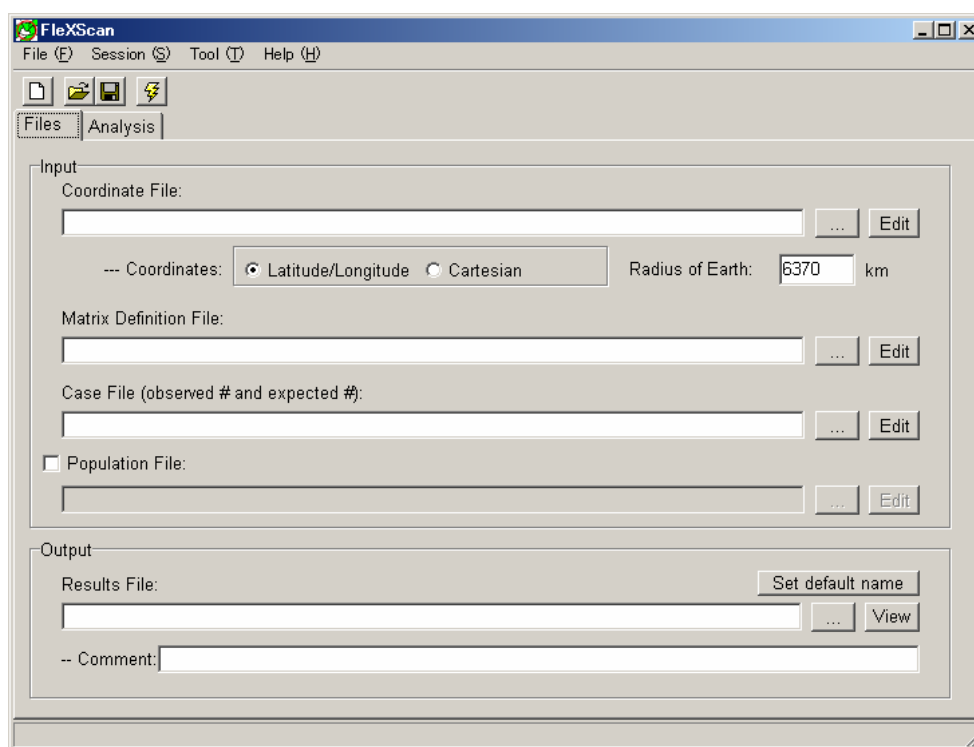 FleXScan
File (F) Session (S) Tool (T) Help (H)
Files Analysis
Input
Coordinate File:
... Edit
--- Coordinates: Latitude/Longitude Cartesian Radius of Earth: 6370 km
Matrix Definition File:
... Edit
Case File (observed # and expected #):
... Edit
Population File:
... Edit
Output
Results File: Set default name
... View
-- Comment: